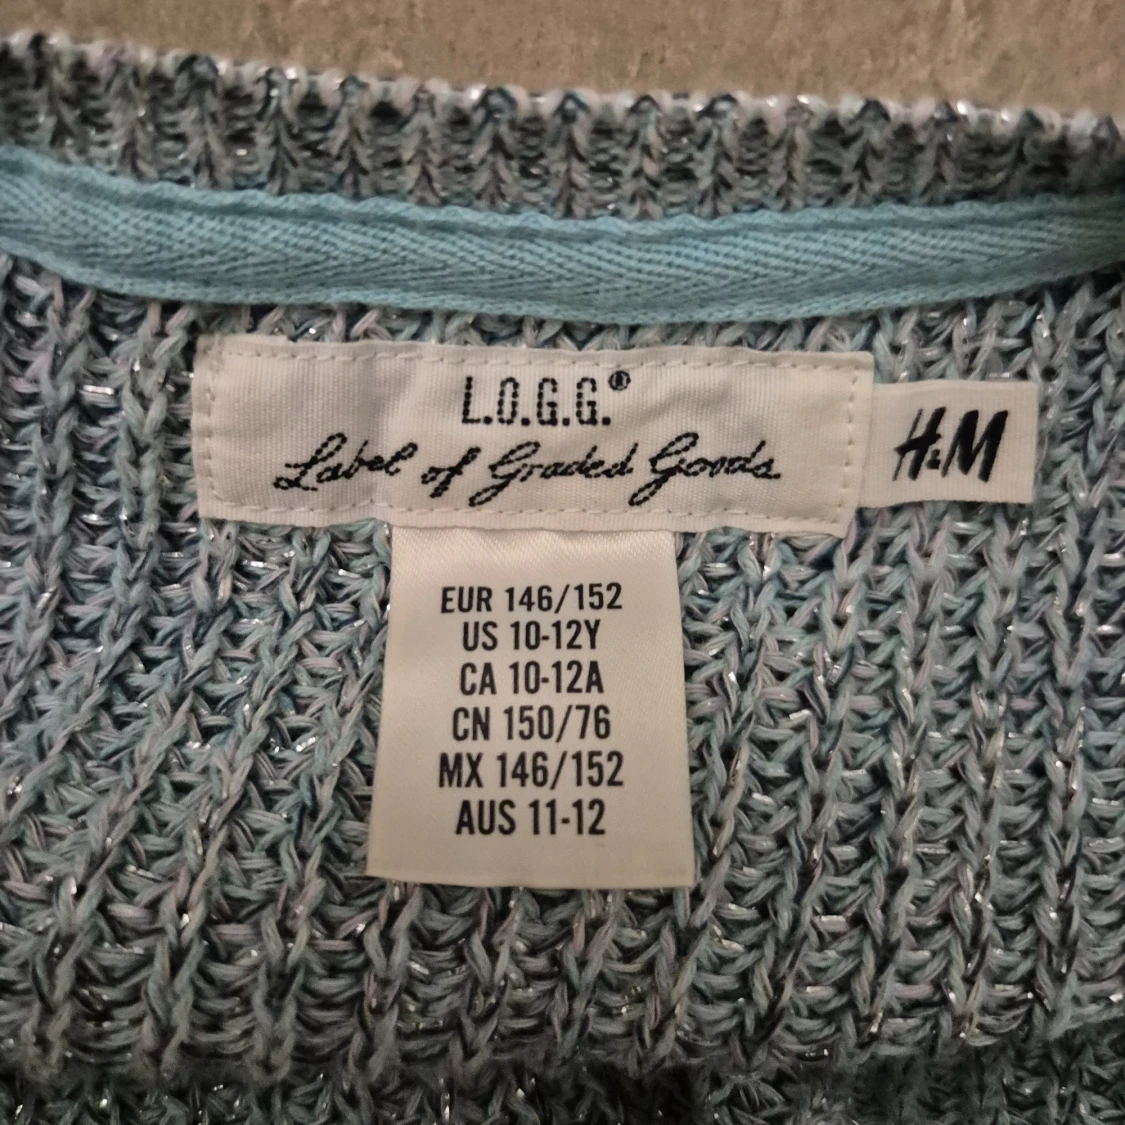 L.O.G.G.®
Label of Graded Goods
H&M
EUR 146/152
US 10-12Y
CA 10-12A
CN 150/76
MX 146/152
AUS 11-12